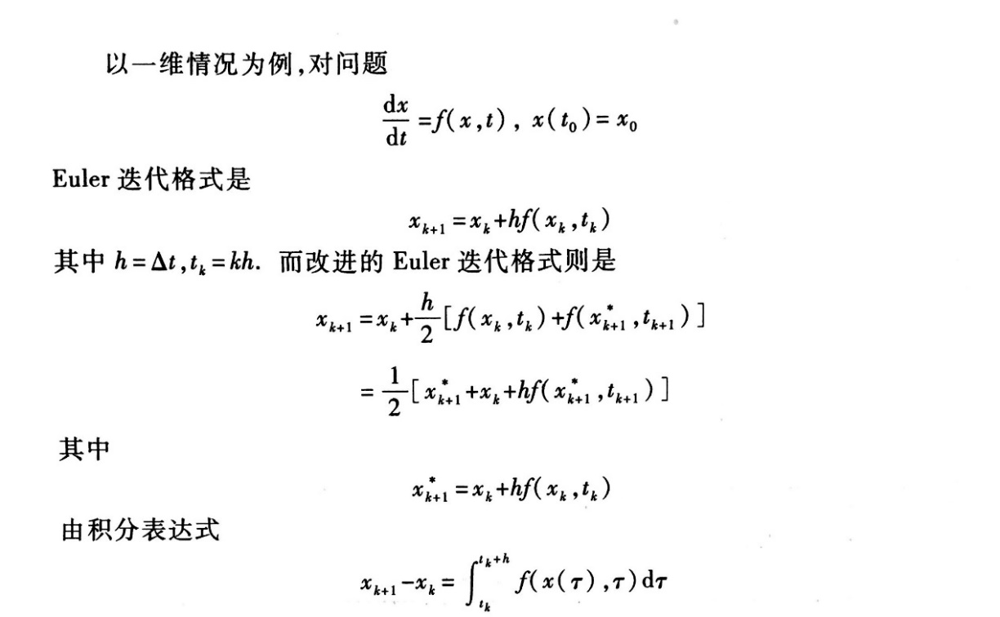 以一维情况为例,对问题
$$\frac{\mathrm{d}x}{\mathrm{d}t}=f(x,t),\ x(t_0)=x_0$$
Euler 迭代格式是
$$x_{k+1}=x_k+hf(x_k,t_k)$$
其中 $h=\Delta t,t_k=kh.$ 而改进的 Euler 迭代格式则是
$$x_{k+1}=x_k+\frac{h}{2}[f(x_k,t_k)+f(x_{k+1}^*,t_{k+1})]$$
$$=\frac{1}{2}[x_{k+1}^*+x_k+hf(x_{k+1}^*,t_{k+1})]$$
其中
$$x_{k+1}^*=x_k+hf(x_k,t_k)$$
由积分表达式
$$x_{k+1}-x_k=\int_{t_k}^{t_k+h}f(x(\tau),\tau)\mathrm{d}\tau$$